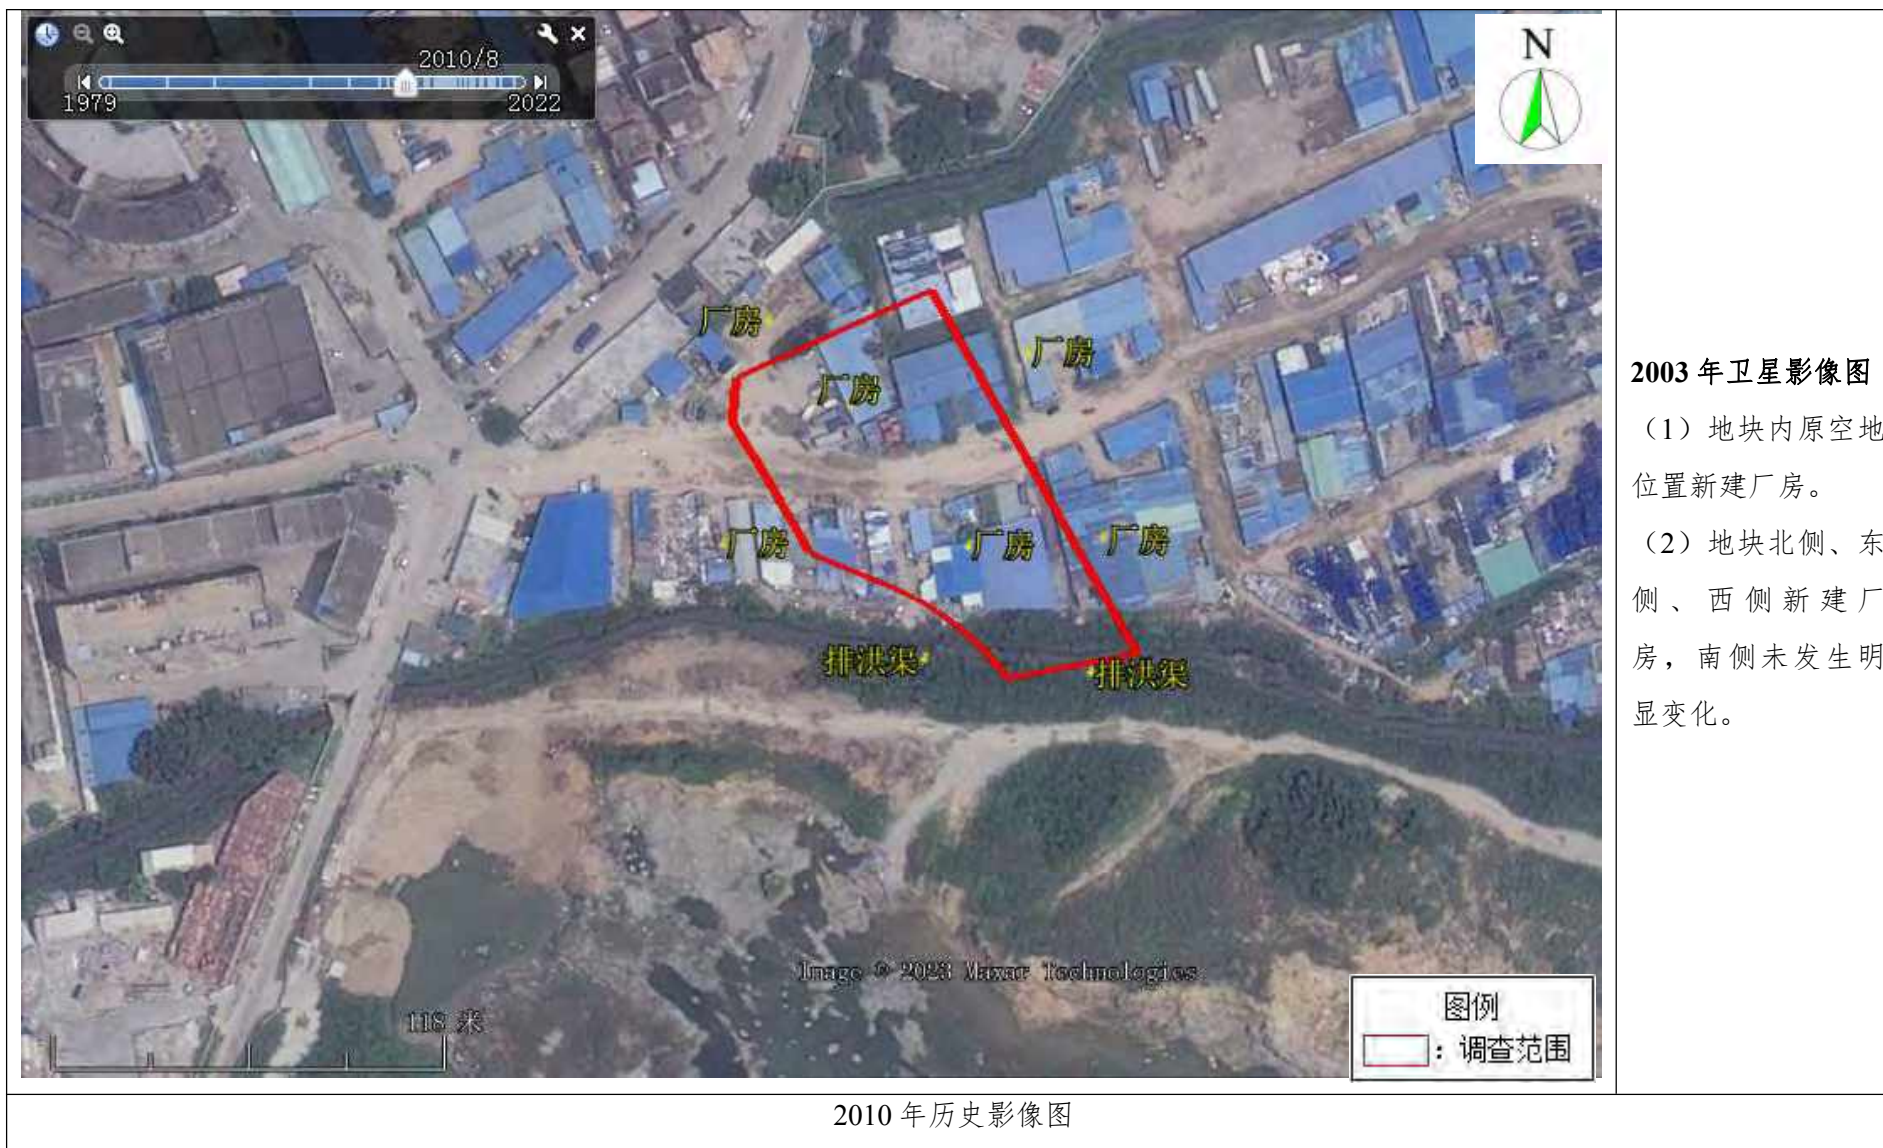 2010/8
1979
2022
N
厂房
厂房
厂房
厂房
厂房
厂房
排洪渠
排洪渠
Image © 2023 Maxar Technologies
118 米
图例
：调查范围
2003 年卫星影像图
（1）地块内原空地
位置新建厂房。
（2）地块北侧、东
侧、西侧新建厂
房，南侧未发生明
显变化。
2010 年历史影像图